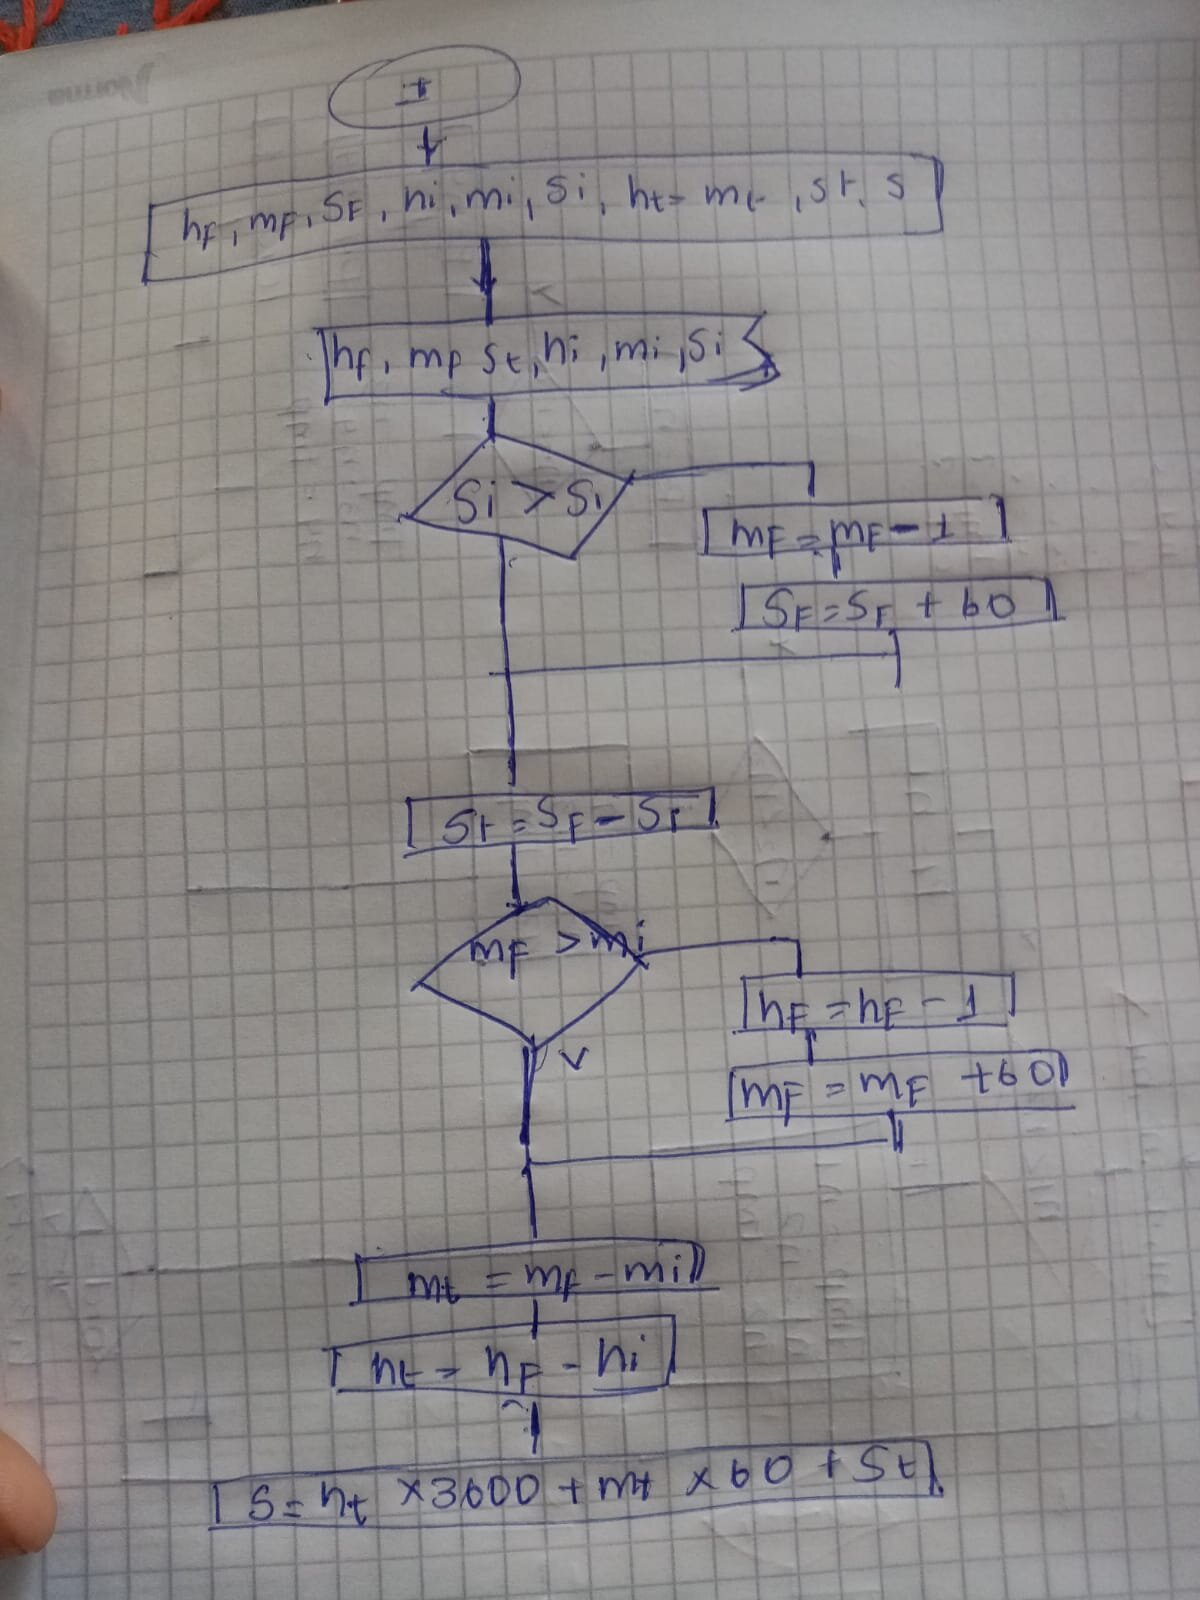 I
hf, mf, SF, hi, mi, Si, ht= mt, St, S
hf, mf St, hi, mi, Si
Si > Si
mF = mF - 1
SF = SF + 60
St = SF - SF
mF > mi
hF = hF - 1
v
mF = mF + 60
mt = mf - mi
ht = hF - hi
S = ht x 3600 + mt x 60 + St